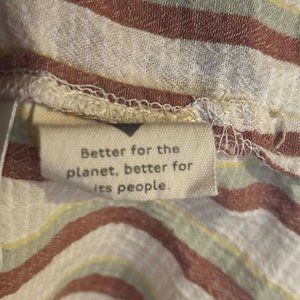 Better for the
planet, better for
its people.